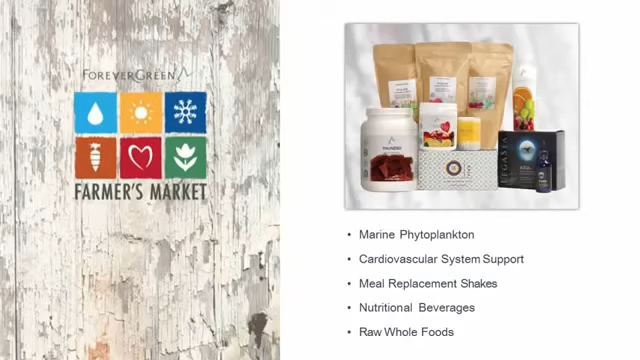 FOREVERGREEN
FARMER'S MARKET
• Marine Phytoplankton
• Cardiovascular System Support
• Meal Replacement Shakes
• Nutritional Beverages
• Raw Whole Foods